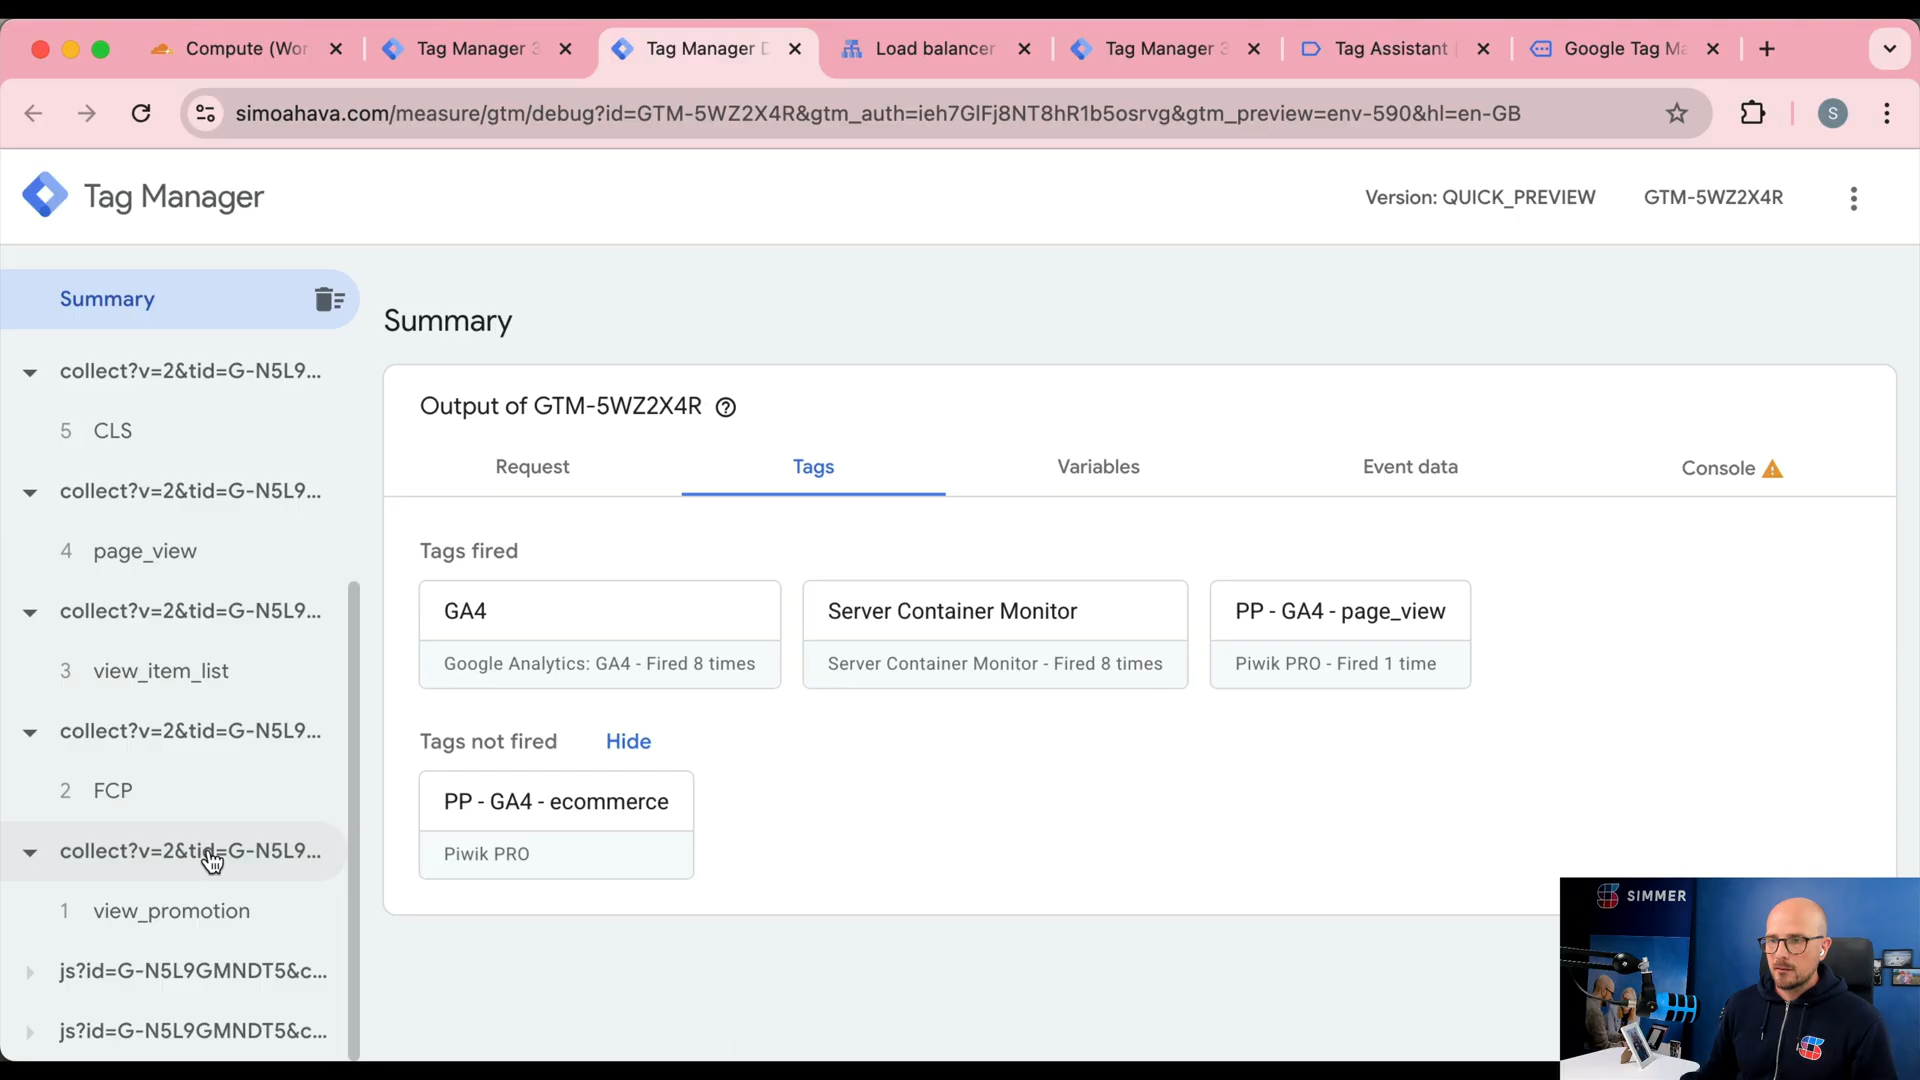 Compute (Wor
Tag Manager 3
Tag Manager D
Load balancer
Tag Manager 3
Tag Assistant
Google Tag Ma
simoahava.com/measure/gtm/debug?id=GTM-5WZ2X4R&gtm_auth=ieh7GlFj8NT8hR1b5osrvg&gtm_preview=env-590&hl=en-GB
S
Tag Manager
Version: QUICK_PREVIEW
GTM-5WZ2X4R
Summary
collect?v=2&tid=G-N5L9...
5 CLS
collect?v=2&tid=G-N5L9...
4 page_view
collect?v=2&tid=G-N5L9...
3 view_item_list
collect?v=2&tid=G-N5L9...
2 FCP
collect?v=2&tid=G-N5L9...
1 view_promotion
js?id=G-N5L9GMNDT5&c...
js?id=G-N5L9GMNDT5&c...
Summary
Output of GTM-5WZ2X4R
Request
Tags
Variables
Event data
Console
Tags fired
GA4
Google Analytics: GA4 - Fired 8 times
Server Container Monitor
Server Container Monitor - Fired 8 times
PP - GA4 - page_view
Piwik PRO - Fired 1 time
Tags not fired
Hide
PP - GA4 - ecommerce
Piwik PRO
SIMMER